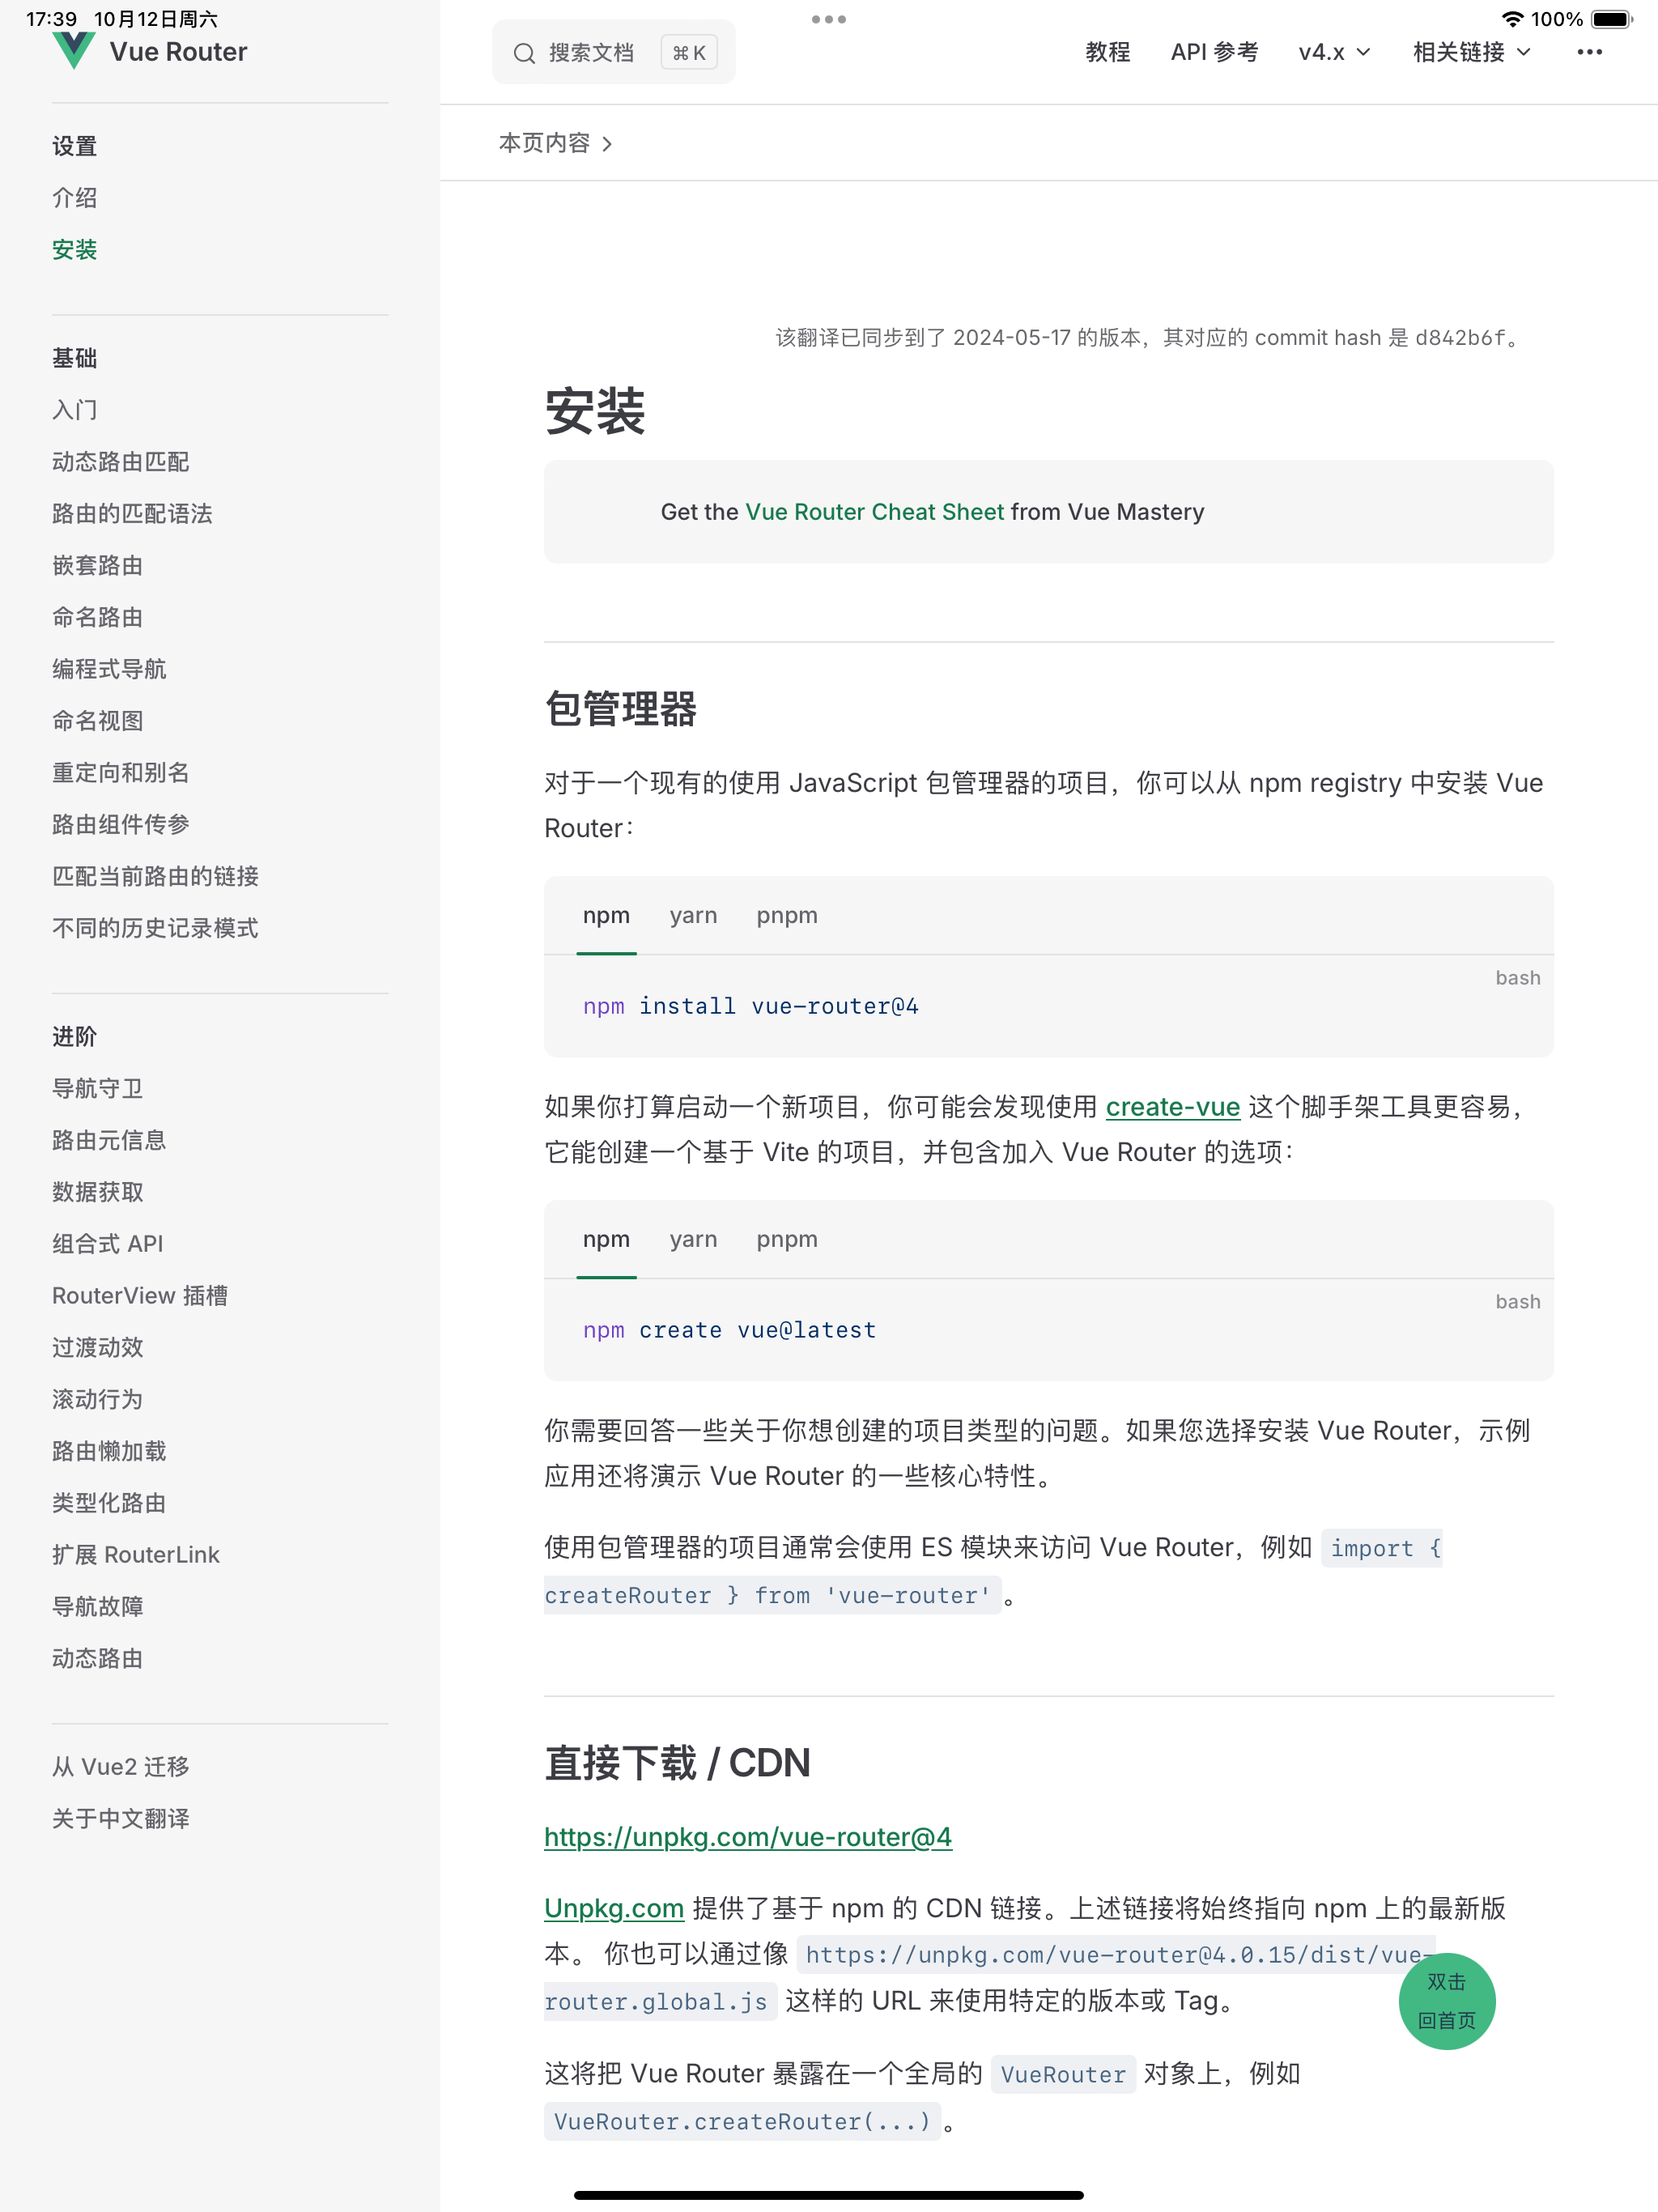 17:39 10月12日周六
100%
Vue Router
设置
介绍
安装
基础
入门
动态路由匹配
路由的匹配语法
嵌套路由
命名路由
编程式导航
命名视图
重定向和别名
路由组件传参
匹配当前路由的链接
不同的历史记录模式
进阶
导航守卫
路由元信息
数据获取
组合式 API
RouterView 插槽
过渡动效
滚动行为
路由懒加载
类型化路由
扩展 RouterLink
导航故障
动态路由
从 Vue2 迁移
关于中文翻译
搜索文档 ⌘ K
教程 API 参考 v4.x 相关链接
本页内容
该翻译已同步到了 2024-05-17 的版本，其对应的 commit hash 是 d842b6f。
安装
Get the Vue Router Cheat Sheet from Vue Mastery
包管理器
对于一个现有的使用 JavaScript 包管理器的项目，你可以从 npm registry 中安装 Vue
Router：
npm yarn pnpm
bash
npm install vue-router@4
如果你打算启动一个新项目，你可能会发现使用 create-vue 这个脚手架工具更容易，
它能创建一个基于 Vite 的项目，并包含加入 Vue Router 的选项：
npm yarn pnpm
bash
npm create vue@latest
你需要回答一些关于你想创建的项目类型的问题。如果您选择安装 Vue Router，示例
应用还将演示 Vue Router 的一些核心特性。
使用包管理器的项目通常会使用 ES 模块来访问 Vue Router，例如 import {
createRouter } from 'vue-router' 。
直接下载 / CDN
https://unpkg.com/vue-router@4
Unpkg.com 提供了基于 npm 的 CDN 链接。上述链接将始终指向 npm 上的最新版
本。 你也可以通过像 https://unpkg.com/vue-router@4.0.15/dist/vue-
router.global.js 这样的 URL 来使用特定的版本或 Tag。
双击
回首页
这将把 Vue Router 暴露在一个全局的 VueRouter 对象上，例如
VueRouter.createRouter(...) 。